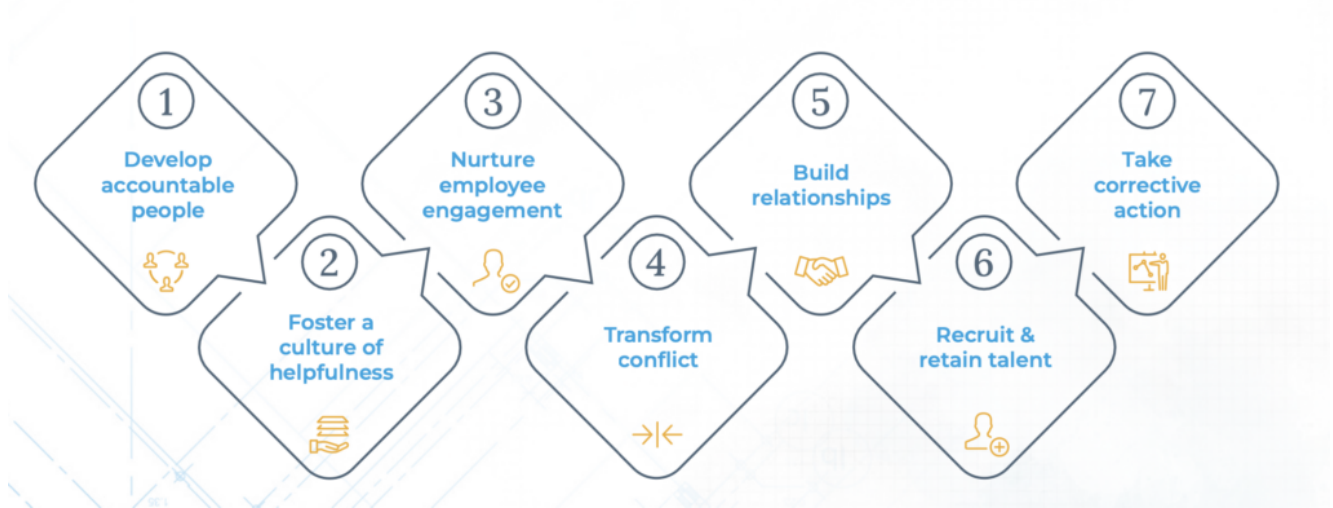 1
Develop
accountable
people
2
Foster a
culture of
helpfulness
3
Nurture
employee
engagement
4
Transform
conflict
5
Build
relationships
6
Recruit &
retain talent
7
Take
corrective
action